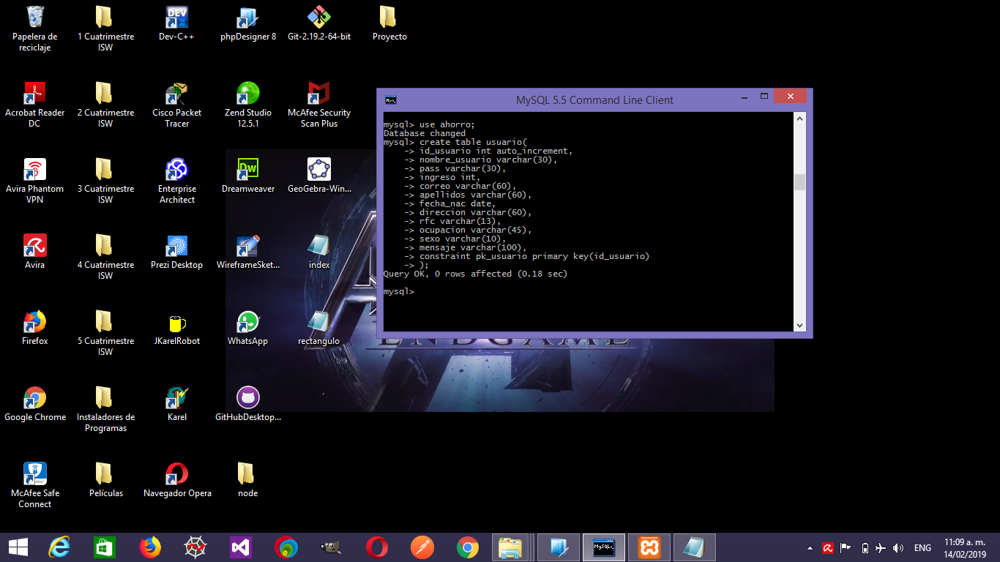 Papelera de
reciclaje
1 Cuatrimestre
ISW
DEV
Dev-C++
phpDesigner 8
Git-2.19.2-64-bit
Proyecto
Acrobat Reader
DC
2 Cuatrimestre
ISW
Cisco Packet
Tracer
Zend Studio
12.5.1
McAfee Security
Scan Plus
MySQL 5.5 Command Line Client
mysql> use ahorro;
Database changed
mysql> create table usuario(
-> id_usuario int auto_increment,
-> nombre_usuario varchar(30),
-> pass varchar(30),
-> ingreso int,
-> correo varchar(60),
-> apellidos varchar(60),
-> fecha_nac date,
-> direccion varchar(60),
-> rfc varchar(13),
-> ocupacion varchar(45),
-> sexo varchar(10),
-> mensaje varchar(100),
-> constraint pk_usuario primary key(id_usuario)
-> );
Query OK, 0 rows affected (0.18 sec)
mysql>
Avira Phantom
VPN
3 Cuatrimestre
ISW
Enterprise
Architect
Dw
Dreamweaver
GeoGebra-Win...
Avira
4 Cuatrimestre
ISW
Prezi Desktop
WireframeSket...
index
Firefox
5 Cuatrimestre
ISW
JKarelRobot
WhatsApp
rectangulo
ENDGAME
Google Chrome
Instaladores de
Programas
Karel
GitHubDesktop...
McAfee Safe
Connect
Películas
Navegador Opera
node
MySQL
ENG
11:09 a. m.
14/02/2019